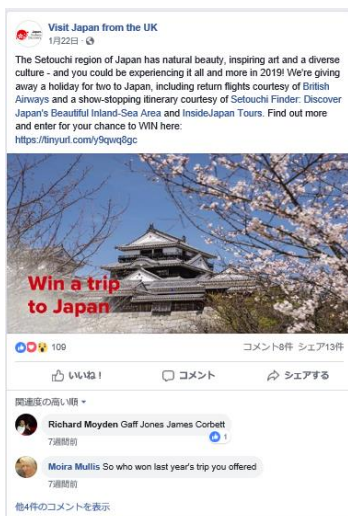 Visit Japan from the UK
1月22日
The Setouchi region of Japan has natural beauty, inspiring art and a diverse
culture - and you could be experiencing it all and more in 2019! We're giving
away a holiday for two to Japan, including return flights courtesy of British
Airways and a show-stopping itinerary courtesy of Setouchi Finder: Discover
Japan's Beautiful Inland-Sea Area and InsideJapan Tours. Find out more
and enter for your chance to WIN here:
https://tinyurl.com/y9qwq8gc
Win a trip
to Japan
109 コメント8件 シェア13件
いいね！ コメント シェアする
関連度の高い順
Richard Moyden Gaff Jones James Corbett
1
7週間前
Moira Mullis So who won last year's trip you offered
7週間前
他4件のコメントを表示